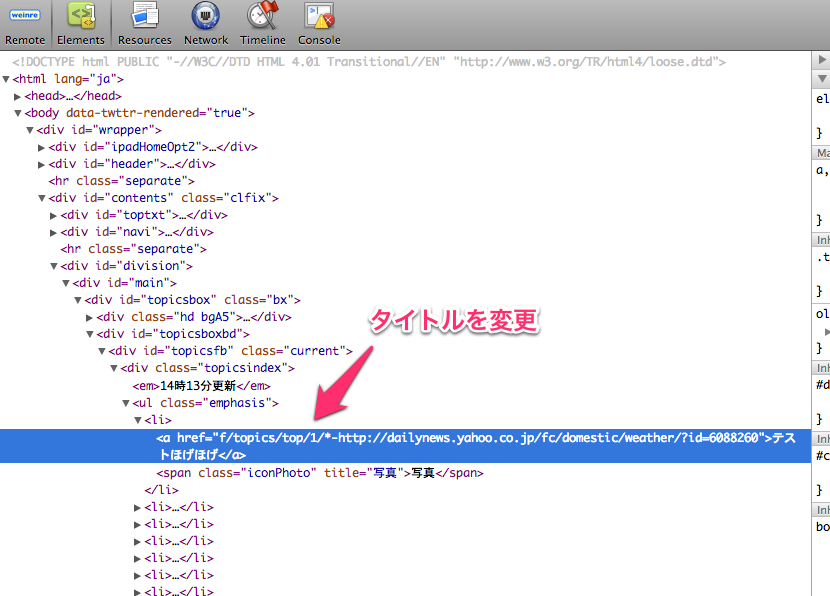 weinre
Remote Elements Resources Network Timeline Console
<!DOCTYPE html PUBLIC "-//W3C//DTD HTML 4.01 Transitional//EN" "http://www.w3.org/TR/html4/loose.dtd">
▼<html lang="ja">
▶<head>…</head>
▼<body data-twttr-rendered="true">
▼<div id="wrapper">
▶<div id="ipadHomeOpt2">…</div>
▶<div id="header">…</div>
<hr class="separate">
▼<div id="contents" class="clfix">
▶<div id="toptxt">…</div>
▶<div id="navi">…</div>
<hr class="separate">
▼<div id="division">
▼<div id="main">
▼<div id="topicsbox" class="bx">
▶<div class="hd bgA5">…</div>
▼<div id="topicsboxbd">
▼<div id="topicsfb" class="current">
▼<div class="topicsindex">
<em>14時13分更新</em>
▼<ul class="emphasis">
▼<li>
<a href="f/topics/top/1/*-http://dailynews.yahoo.co.jp/fc/domestic/weather/?id=6088260">テス
トほげほげ</a>
<span class="iconPhoto" title="写真">写真</span>
</li>
▶<li>…</li>
▶<li>…</li>
▶<li>…</li>
▶<li>…</li>
▶<li>…</li>
▶<li>…</li>
タイトルを変更
el
}
Ma
a,
}
Inh
.t
}
ol
}
Inh
#d
}
Inh
#c
}
Inh
bo